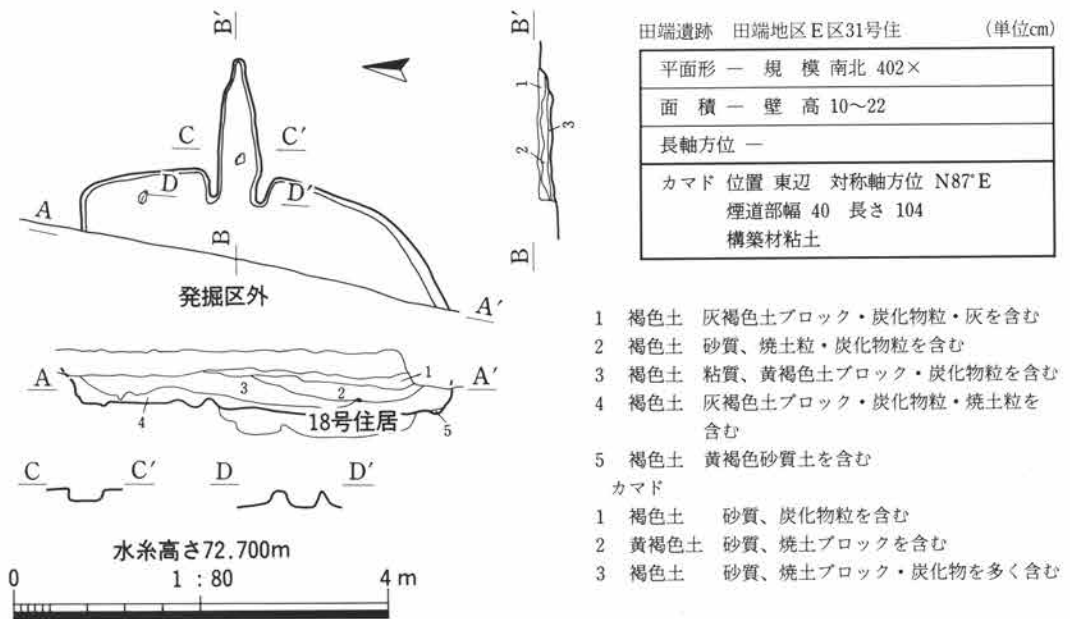 B'
C
C'
D
D'
A
B
A'
発掘区外
B'
1
3
2
B
A
A'
1
3
2
4
18号住居
5
C
C'
D
D'
水糸高さ72.700m
0
1 : 80
4 m
田端遺跡 田端地区E区31号住 (単位cm)
平面形 ― 規 模 南北 402×
面 積 ― 壁 高 10~22
長軸方位 ―
カマド 位置 東辺 対称軸方位 N87°E
煙道部幅 40 長さ 104
構築材粘土
1 褐色土 灰褐色土ブロック・炭化物粒・灰を含む
2 褐色土 砂質、焼土粒・炭化物粒を含む
3 褐色土 粘質、黄褐色土ブロック・炭化物粒を含む
4 褐色土 灰褐色土ブロック・炭化物粒・焼土粒を
含む
5 褐色土 黄褐色砂質土を含む
カマド
1 褐色土 砂質、炭化物粒を含む
2 黄褐色土 砂質、焼土ブロックを含む
3 褐色土 砂質、焼土ブロック・炭化物を多く含む